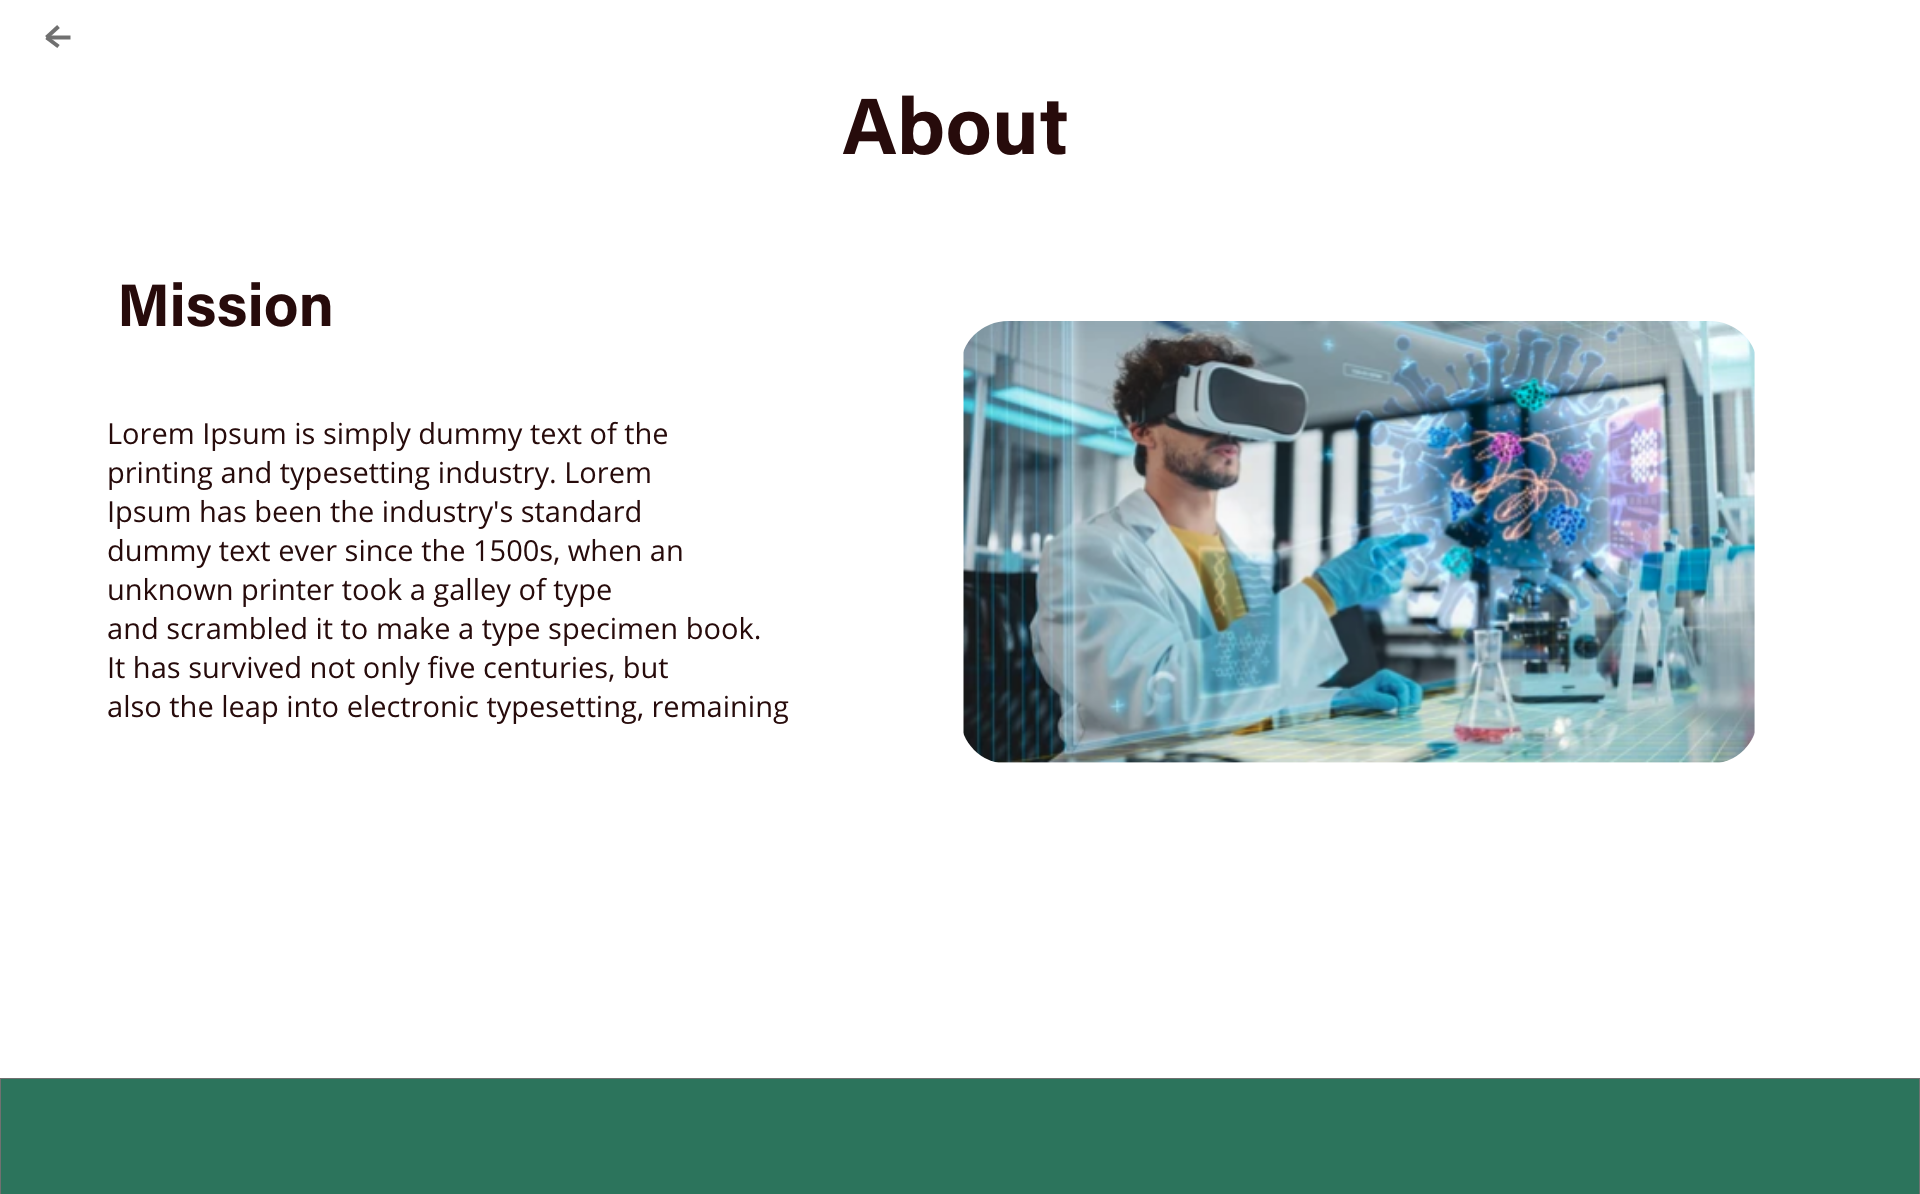 About
Mission
Lorem Ipsum is simply dummy text of the
printing and typesetting industry. Lorem
Ipsum has been the industry's standard
dummy text ever since the 1500s, when an
unknown printer took a galley of type
and scrambled it to make a type specimen book.
It has survived not only five centuries, but
also the leap into electronic typesetting, remaining